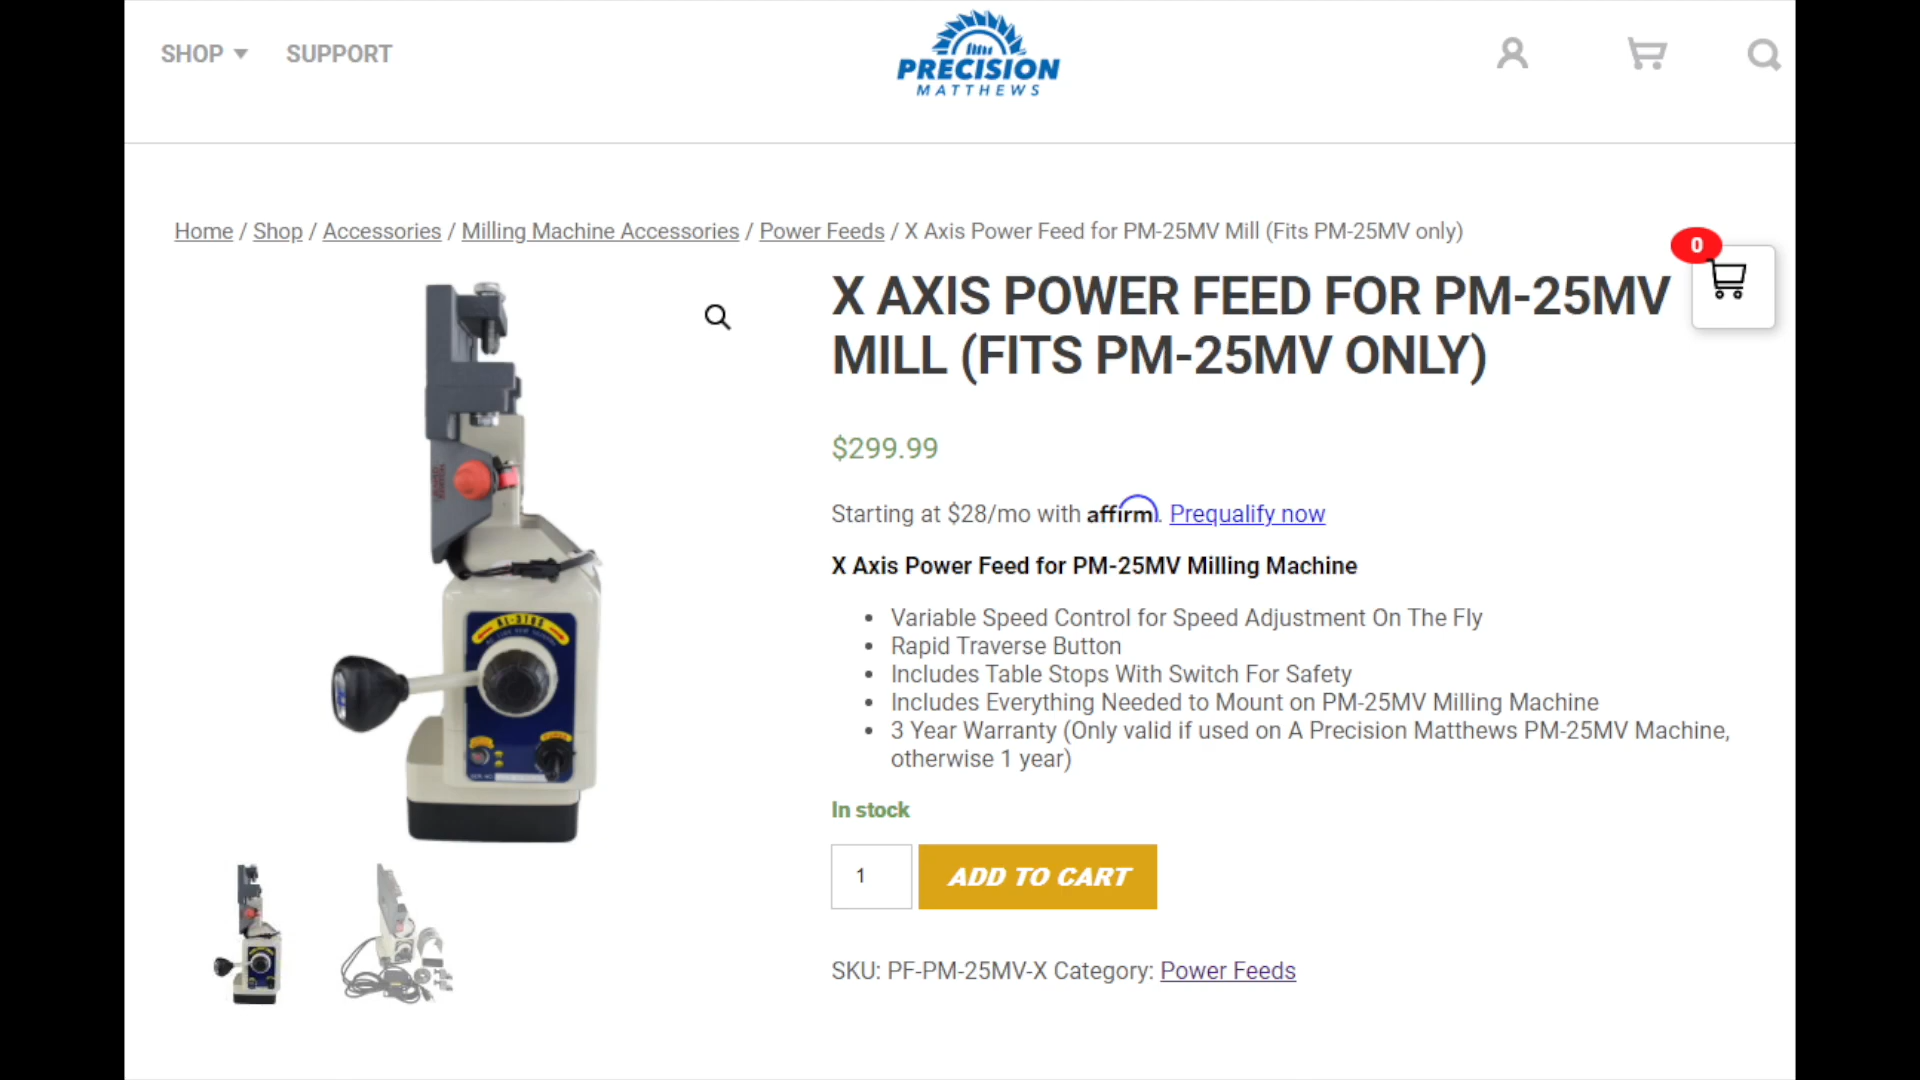 SHOP SUPPORT
PRECISION
MATTHEWS
Home / Shop / Accessories / Milling Machine Accessories / Power Feeds / X Axis Power Feed for PM-25MV Mill (Fits PM-25MV only)
0
X AXIS POWER FEED FOR PM-25MV
MILL (FITS PM-25MV ONLY)
$299.99
Starting at $28/mo with affirm. Prequalify now
X Axis Power Feed for PM-25MV Milling Machine
• Variable Speed Control for Speed Adjustment On The Fly
• Rapid Traverse Button
• Includes Table Stops With Switch For Safety
• Includes Everything Needed to Mount on PM-25MV Milling Machine
• 3 Year Warranty (Only valid if used on A Precision Matthews PM-25MV Machine,
otherwise 1 year)
In stock
1 ADD TO CART
SKU: PF-PM-25MV-X Category: Power Feeds